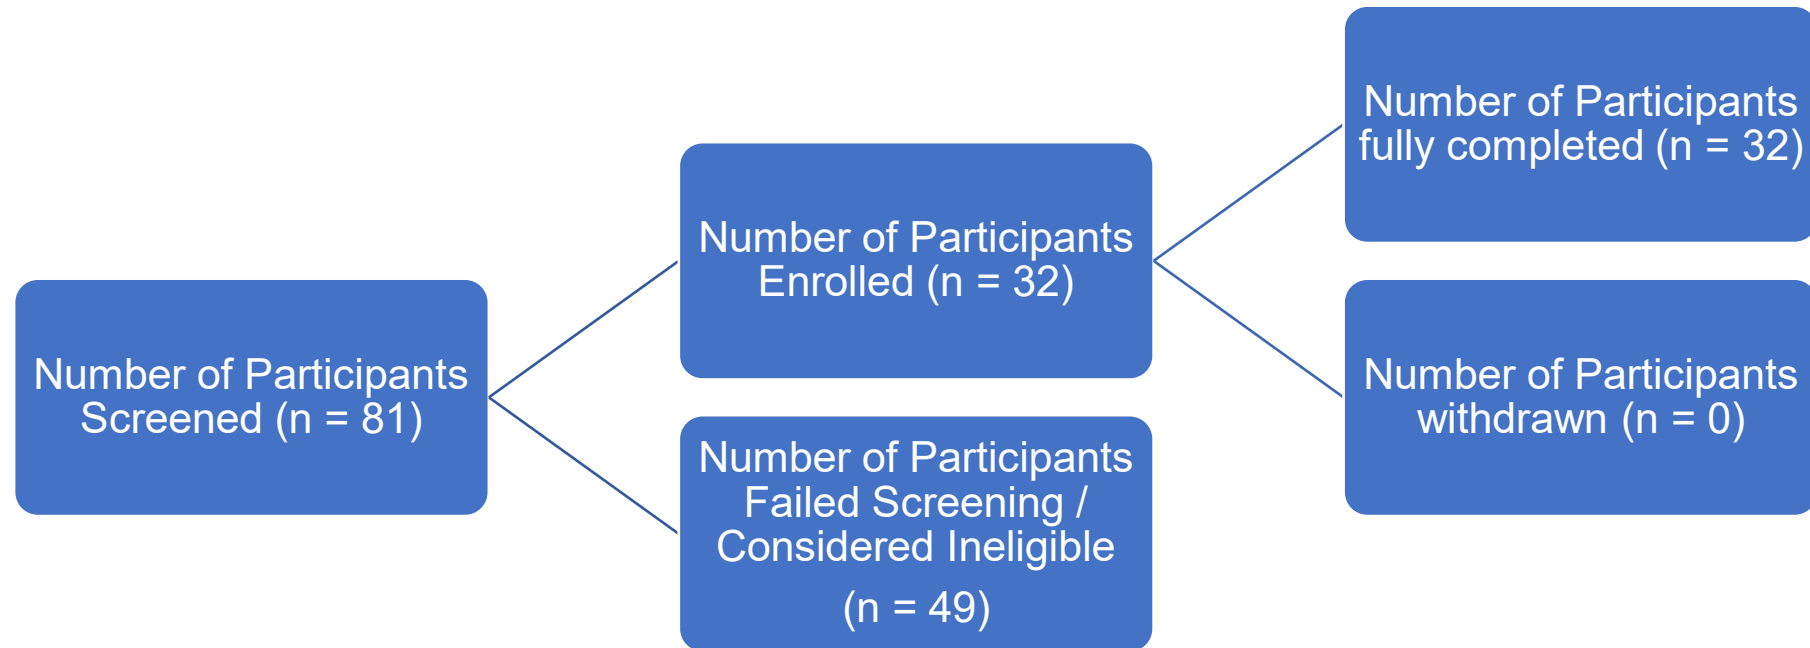 Number of Participants
Screened (n = 81)
Number of Participants
Enrolled (n = 32)
Number of Participants
Failed Screening /
Considered Ineligible
(n = 49)
Number of Participants
fully completed (n = 32)
Number of Participants
withdrawn (n = 0)